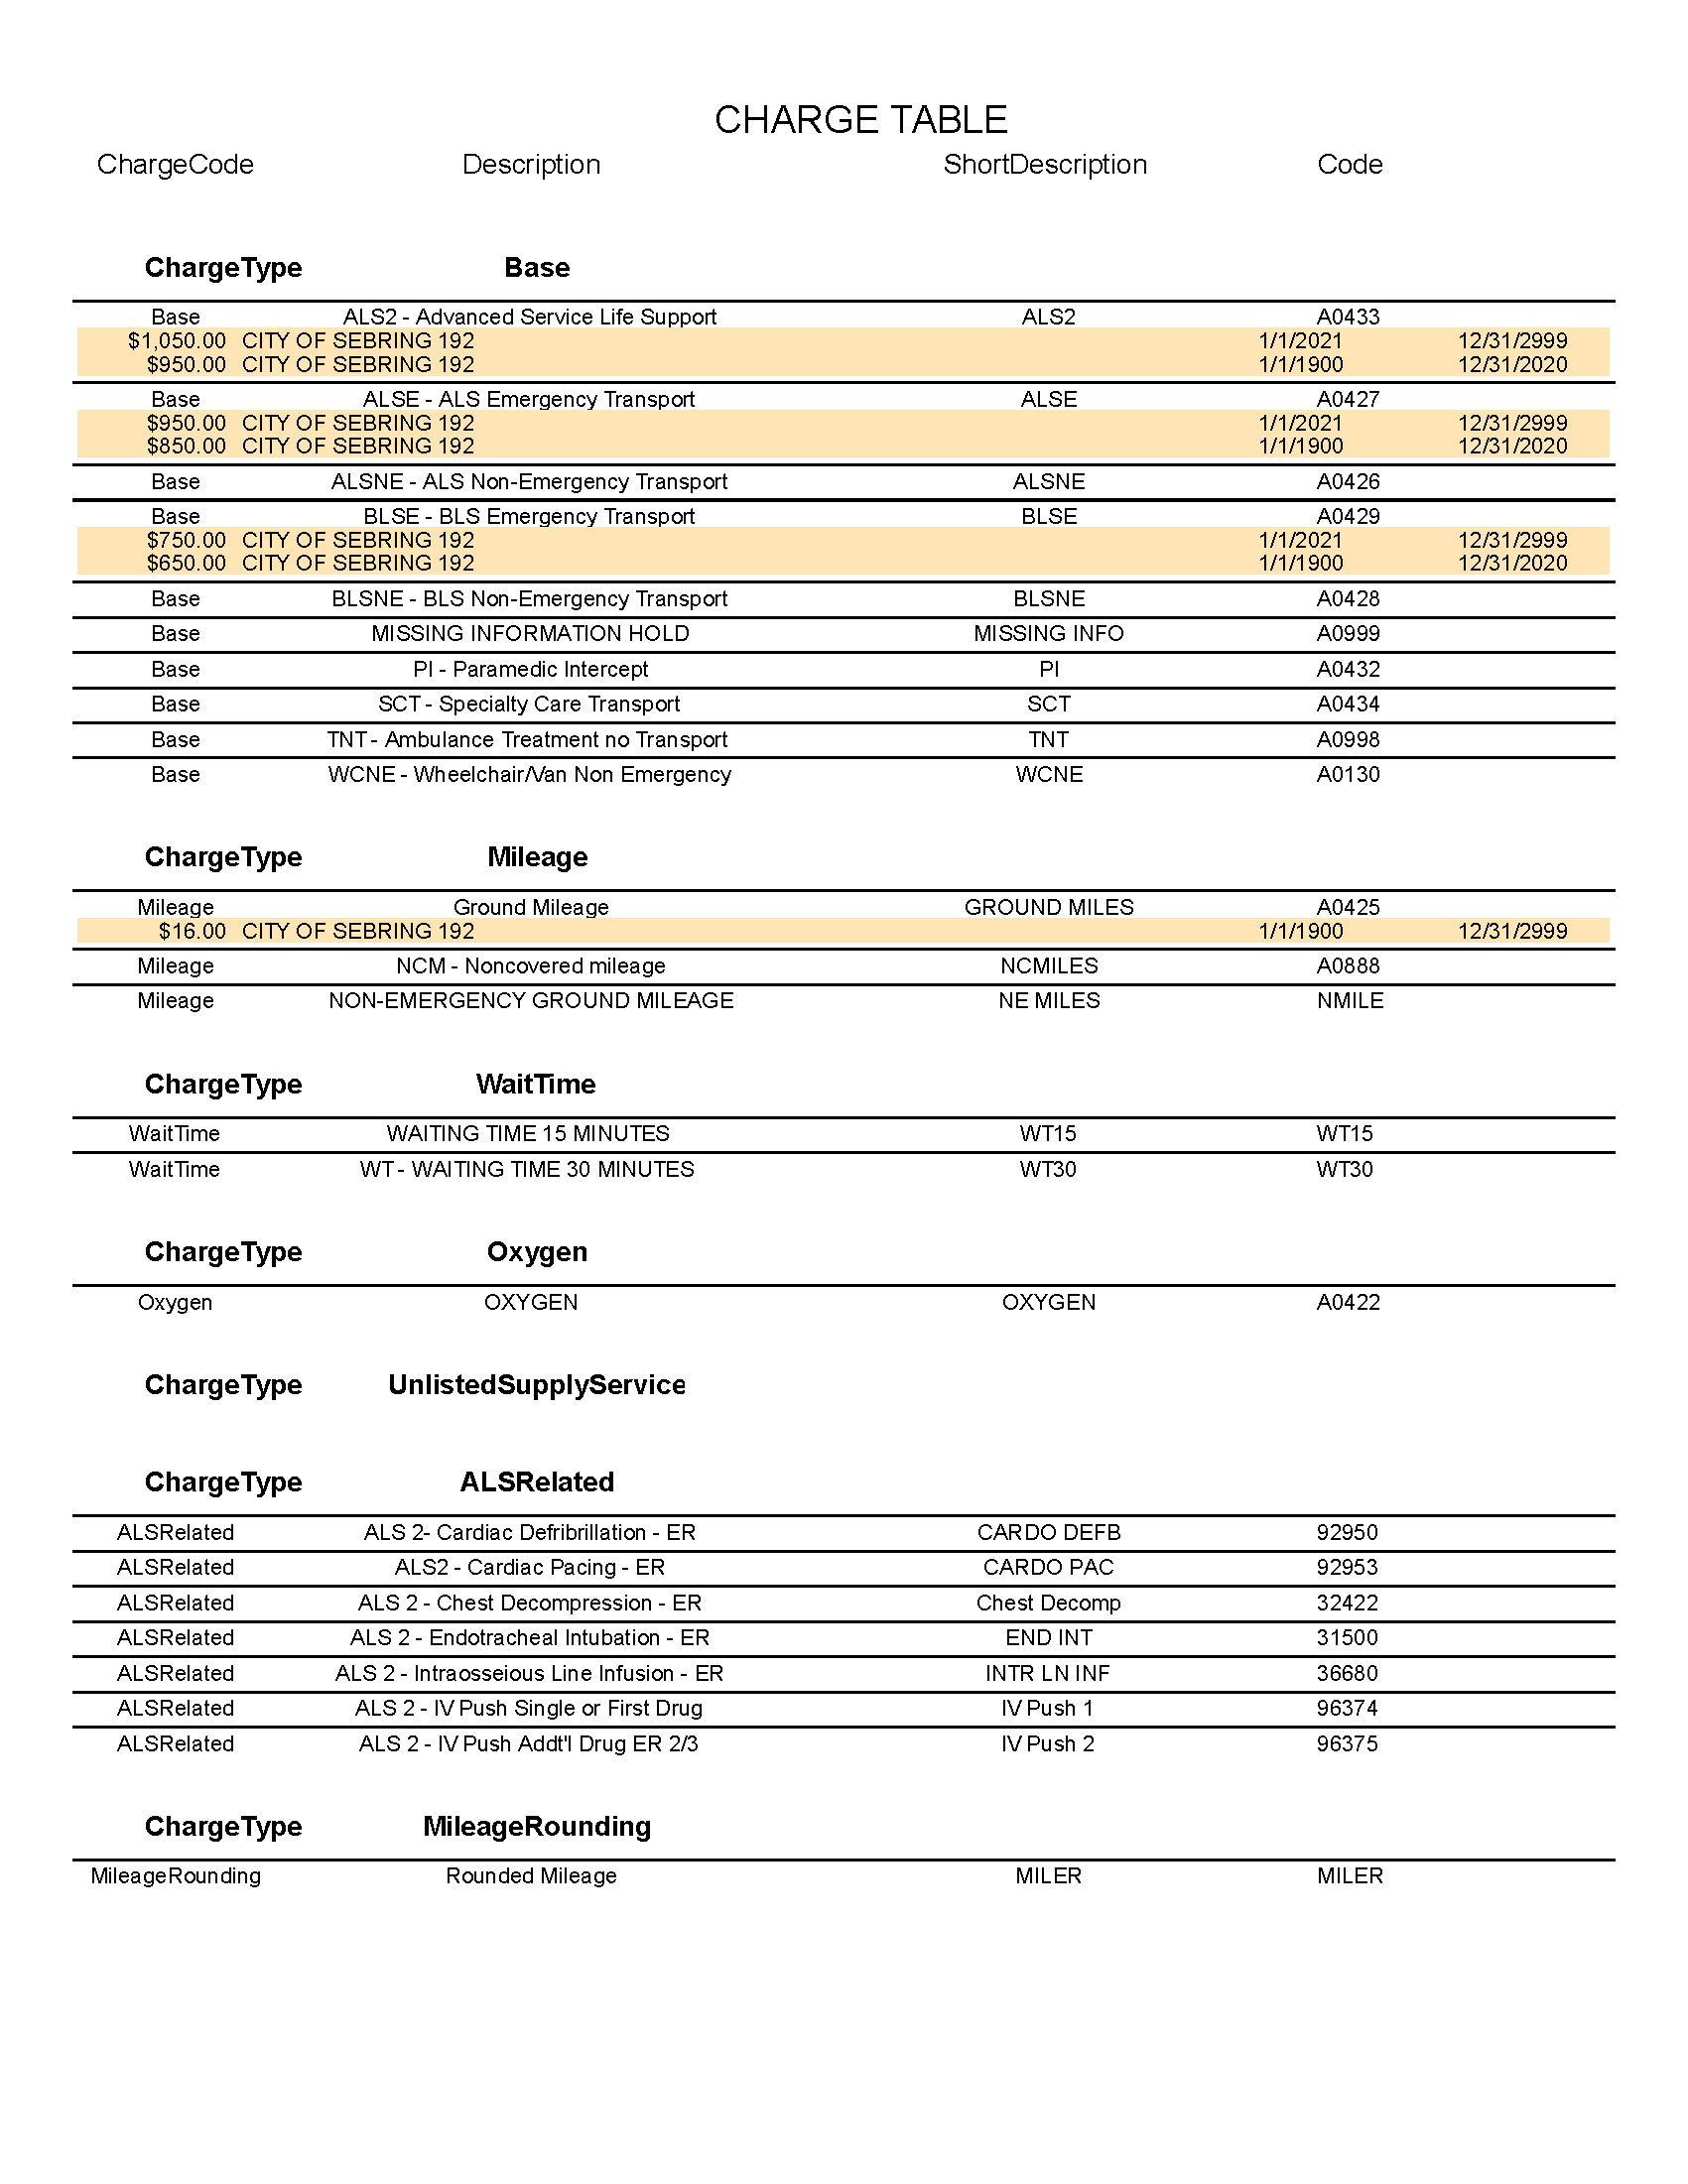 CHARGE TABLE
ChargeCode Description ShortDescription Code
ChargeType Base
Base ALS2 - Advanced Service Life Support ALS2 A0433
$1,050.00 CITY OF SEBRING 192 1/1/2021 12/31/2999
$950.00 CITY OF SEBRING 192 1/1/1900 12/31/2020
Base ALSE - ALS Emergency Transport ALSE A0427
$950.00 CITY OF SEBRING 192 1/1/2021 12/31/2999
$850.00 CITY OF SEBRING 192 1/1/1900 12/31/2020
Base ALSNE - ALS Non-Emergency Transport ALSNE A0426
Base BLSE - BLS Emergency Transport BLSE A0429
$750.00 CITY OF SEBRING 192 1/1/2021 12/31/2999
$650.00 CITY OF SEBRING 192 1/1/1900 12/31/2020
Base BLSNE - BLS Non-Emergency Transport BLSNE A0428
Base MISSING INFORMATION HOLD MISSING INFO A0999
Base PI - Paramedic Intercept PI A0432
Base SCT - Specialty Care Transport SCT A0434
Base TNT - Ambulance Treatment no Transport TNT A0998
Base WCNE - Wheelchair/Van Non Emergency WCNE A0130
ChargeType Mileage
Mileage Ground Mileage GROUND MILES A0425
$16.00 CITY OF SEBRING 192 1/1/1900 12/31/2999
Mileage NCM - Noncovered mileage NCMILES A0888
Mileage NON-EMERGENCY GROUND MILEAGE NE MILES NMILE
ChargeType WaitTime
WaitTime WAITING TIME 15 MINUTES WT15 WT15
WaitTime WT - WAITING TIME 30 MINUTES WT30 WT30
ChargeType Oxygen
Oxygen OXYGEN OXYGEN A0422
ChargeType UnlistedSupplyService
ChargeType ALSRelated
ALSRelated ALS 2- Cardiac Defribrillation - ER CARDO DEFB 92950
ALSRelated ALS2 - Cardiac Pacing - ER CARDO PAC 92953
ALSRelated ALS 2 - Chest Decompression - ER Chest Decomp 32422
ALSRelated ALS 2 - Endotracheal Intubation - ER END INT 31500
ALSRelated ALS 2 - Intraosseious Line Infusion - ER INTR LN INF 36680
ALSRelated ALS 2 - IV Push Single or First Drug IV Push 1 96374
ALSRelated ALS 2 - IV Push Addt'l Drug ER 2/3 IV Push 2 96375
ChargeType MileageRounding
MileageRounding Rounded Mileage MILER MILER